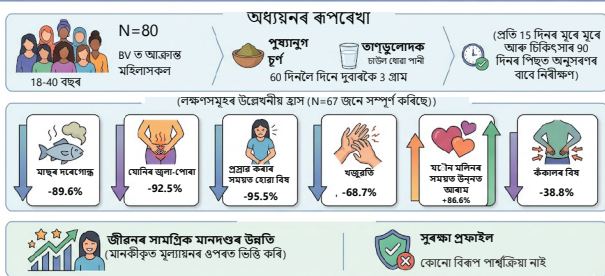 অধ্যয়নৰ ৰূপৰেখা
N=80
BV ত আক্ৰান্ত
মহিলাসকল
18-40 বছৰ
পুষ্যানুগ
চূৰ্ণ
তাণ্ডুলোদক
চাউল ধোৱা পানী
60 দিনলৈ দিনে দুবাৰকৈ 3 গ্ৰাম
(প্ৰতি 15 দিনৰ মূৰে মূৰে
আৰু চিকিৎসাৰ 90
দিনৰ পিছত অনুসৰণৰ
বাবে নিৰীক্ষণ)
(লক্ষণসমূহৰ উল্লেখনীয় হ্ৰাস (N=67 জনে সম্পূৰ্ণ কৰিছে))
মাছৰ দৰেগোন্ধ
-89.6%
যোনিৰ জ্বলা-পোৰা
-92.5%
প্ৰস্ৰাৱ কৰাৰ
সময়ত হোৱা বিষ
-95.5%
খজুৱতি
-68.7%
যৌন মলিনৰ
সময়ত উন্নত
আৰাম
+86.6%
কঁকালৰ বিষ
-38.8%
জীৱনৰ সামগ্ৰিক মানদণ্ডৰ উন্নতি
(মানকীকৃত মূল্যায়নৰ ওপৰত ভিত্তি কৰি)
সুৰক্ষা প্ৰফাইল
কোনো বিৰূপ পাৰ্শ্বক্ৰিয়া নাই